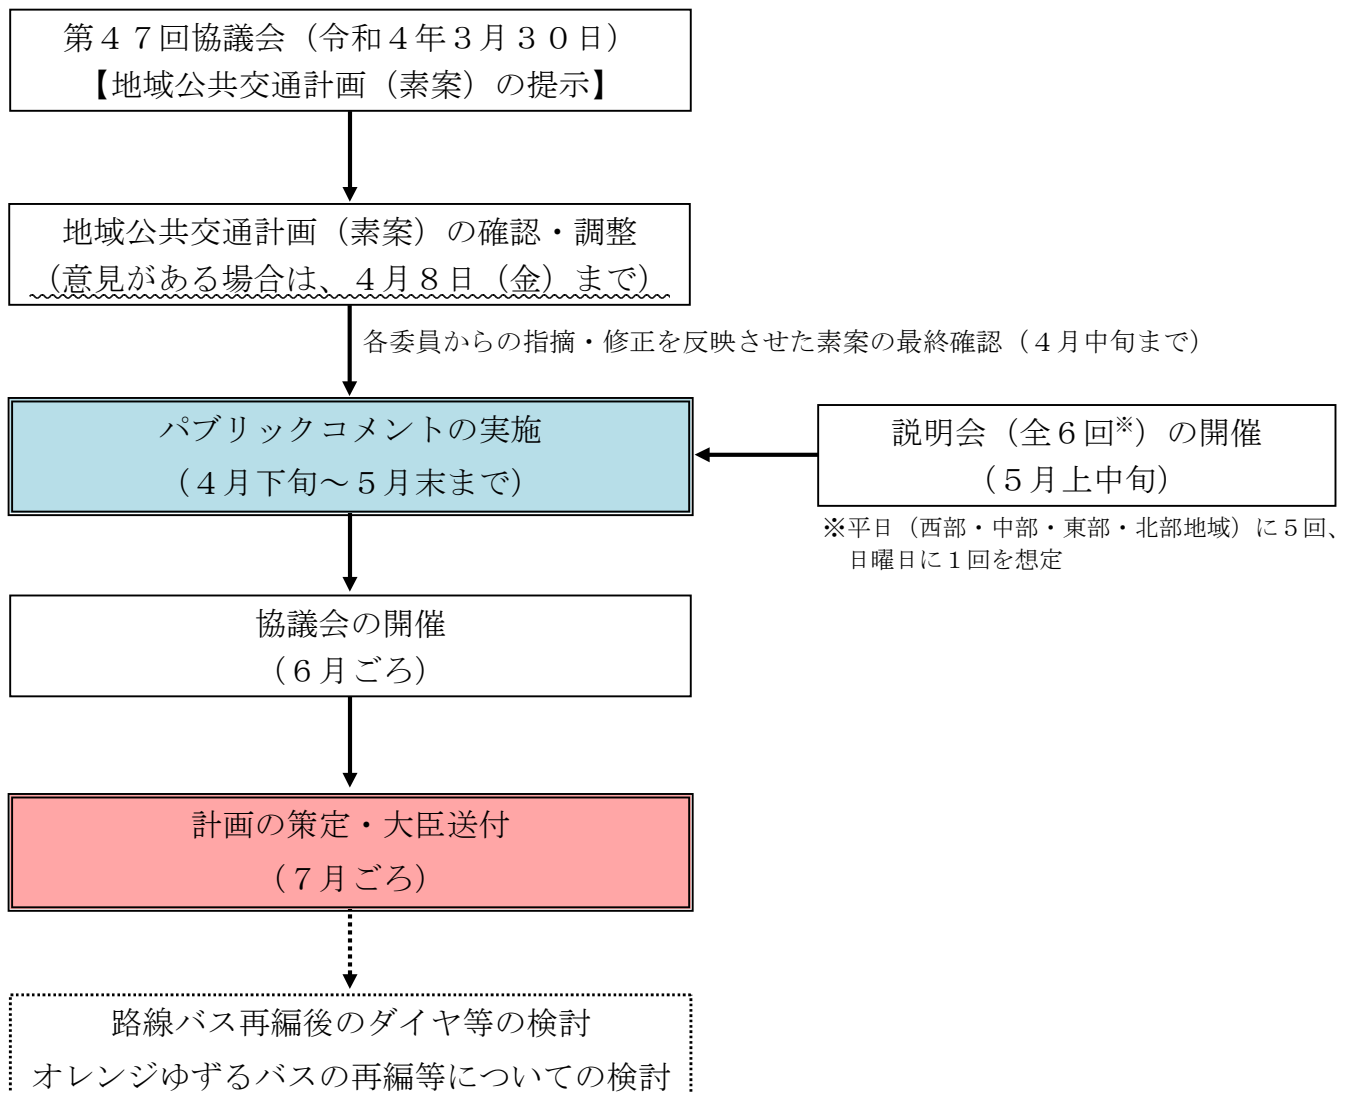 第４７回協議会（令和４年３月３０日）
【地域公共交通計画（素案）の提示】
地域公共交通計画（素案）の確認・調整
（意見がある場合は、４月８日（金）まで）
各委員からの指摘・修正を反映させた素案の最終確認（４月中旬まで）
パブリックコメントの実施
（４月下旬～５月末まで）
説明会（全６回※）の開催
（５月上中旬）
※平日（西部・中部・東部・北部地域）に５回、
日曜日に１回を想定
協議会の開催
（６月ごろ）
計画の策定・大臣送付
（７月ごろ）
路線バス再編後のダイヤ等の検討
オレンジゆずるバスの再編等についての検討